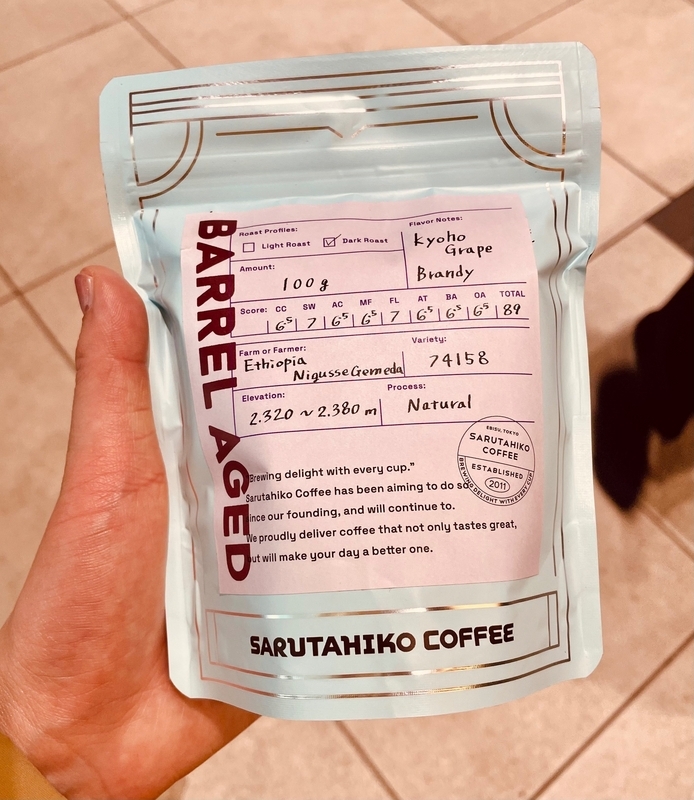 BARREL AGED
Roast Profiles:
Light Roast
Dark Roast
Flavor Notes:
Kyoho
Grape
Brandy
Amount:
100g
Score: CC SW AC MF FL AT BA OA TOTAL
6.5 7 6.5 6.5 7 6.5 6.5 6.5 89
Farm or Farmer:
Ethiopia
Nigusse Gemeda
Variety:
74158
Elevation:
2.320 ~ 2.380 m
Process:
Natural
EBISU, TOKYO
SARUTAHIKO
COFFEE
ESTABLISHED
2011
BREWING DELIGHT WITH EVERY CUP
Brewing delight with every cup."
Sarutahiko Coffee has been aiming to do so
ince our founding, and will continue to.
We proudly deliver coffee that not only tastes great,
but will make your day a better one.
SARUTAHIKO COFFEE